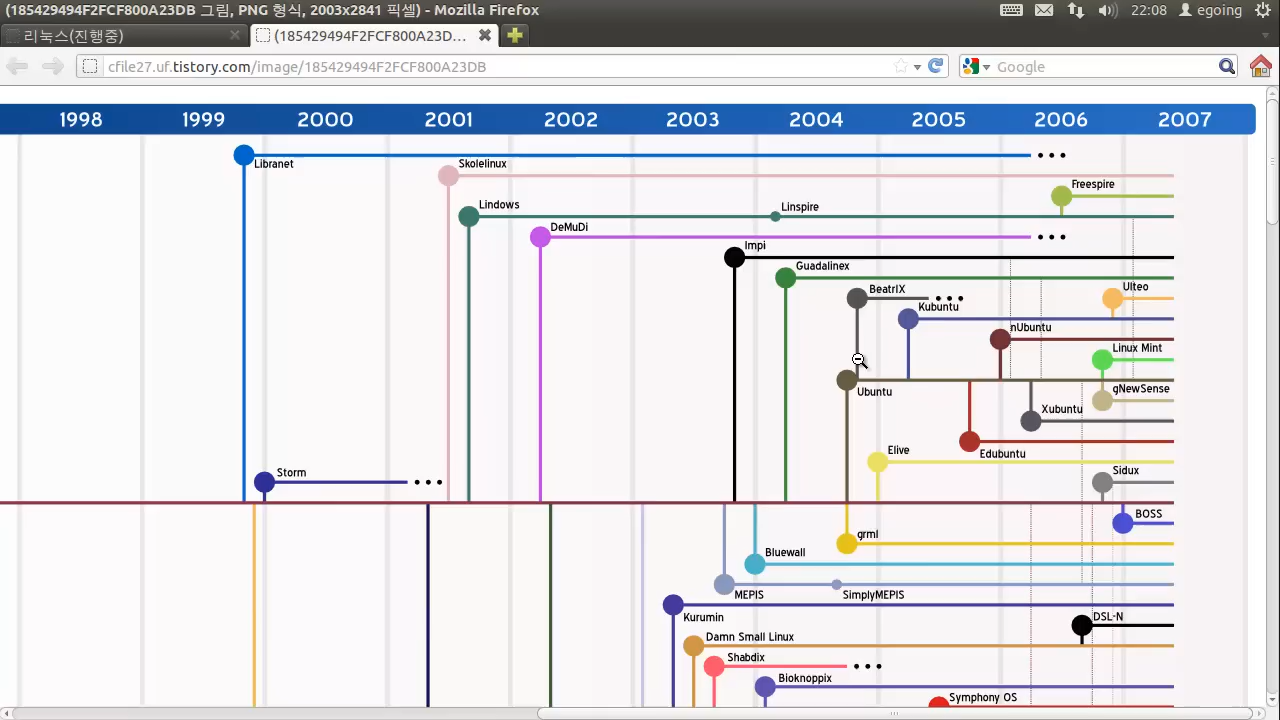 (185429494F2FCF800A23DB 그림, PNG 형식, 2003x2841 픽셀) - Mozilla Firefox
22:08 egoing
리눅스(진행중)
(185429494F2FCF800A23D...
cfile27.uf.tistory.com/image/185429494F2FCF800A23DB
Google
1998 1999 2000 2001 2002 2003 2004 2005 2006 2007
Libranet
Skolelinux
Freespire
Lindows
Linspire
DeMuDi
Impi
Guadalinex
BeatrIX
Ulteo
Kubuntu
nUbuntu
Linux Mint
Ubuntu
gNewSense
Xubuntu
Edubuntu
Elive
Storm
Sidux
BOSS
grml
Bluewall
MEPIS
SimplyMEPIS
Kurumin
DSL-N
Damn Small Linux
Shabdix
Bioknoppix
Symphony OS